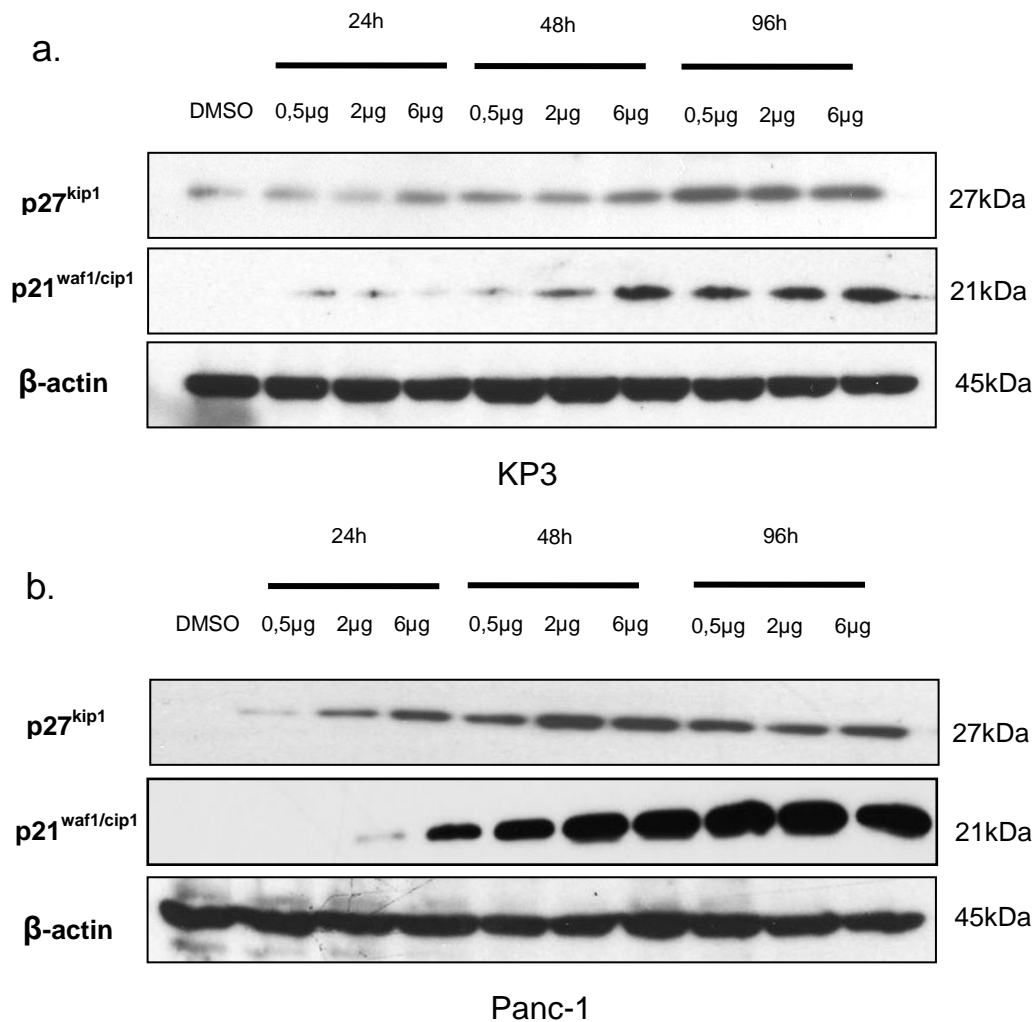 a.
24h 48h 96h
DMSO 0,5µg 2µg 6µg 0,5µg 2µg 6µg 0,5µg 2µg 6µg
p27kip1 27kDa
p21waf1/cip1 21kDa
β-actin 45kDa
KP3
b.
24h 48h 96h
DMSO 0,5µg 2µg 6µg 0,5µg 2µg 6µg 0,5µg 2µg 6µg
p27kip1 27kDa
p21waf1/cip1 21kDa
β-actin 45kDa
Panc-1